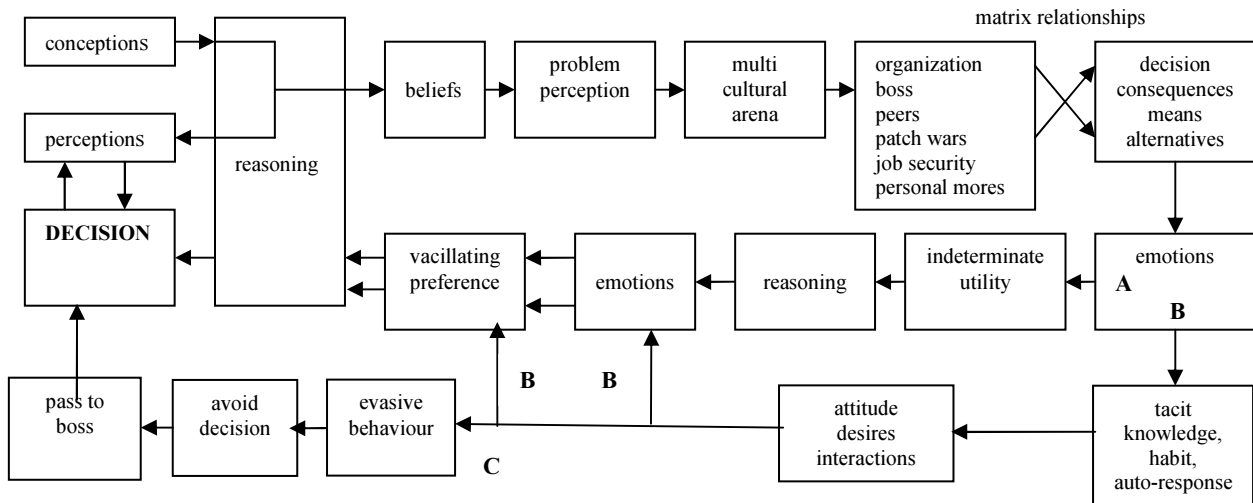 matrix relationships
conceptions
perceptions
reasoning
beliefs
problem
perception
multi
cultural
arena
organization
boss
peers
patch wars
job security
personal mores
decision
consequences
means
alternatives
DECISION
vacillating
preference
emotions
reasoning
indeterminate
utility
emotions
A
B
pass to
boss
avoid
decision
evasive
behaviour
C
B
B
attitude
desires
interactions
tacit
knowledge,
habit,
auto-response